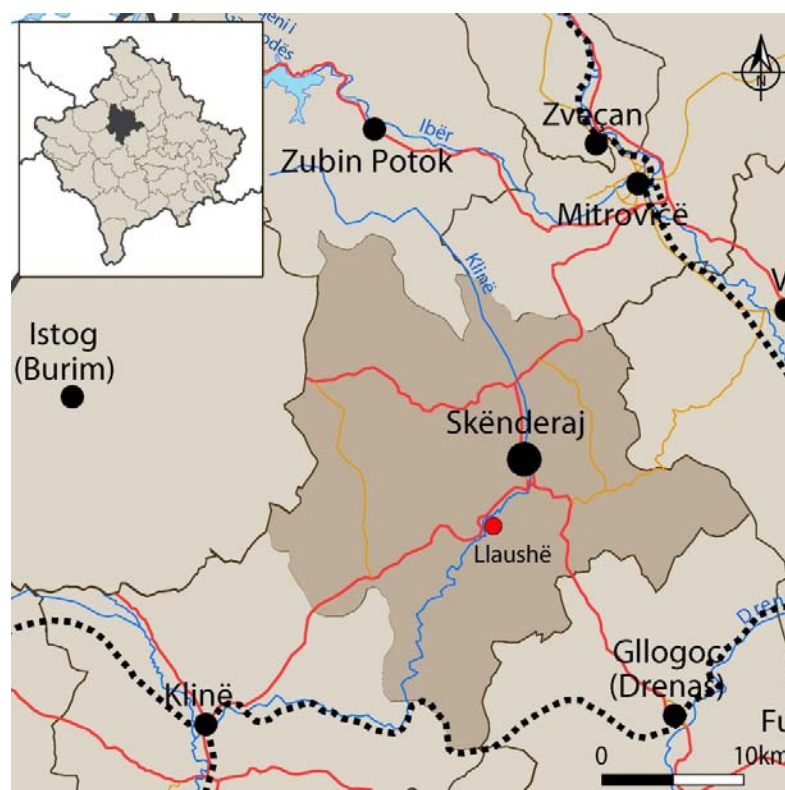 Ibër
Zveçan
Zubin Potok
Mitrovicë
Klinë
Istog
(Burim)
Skënderaj
Llaushë
Klinë
Gllogoc
(Drenas)
N
0
10km